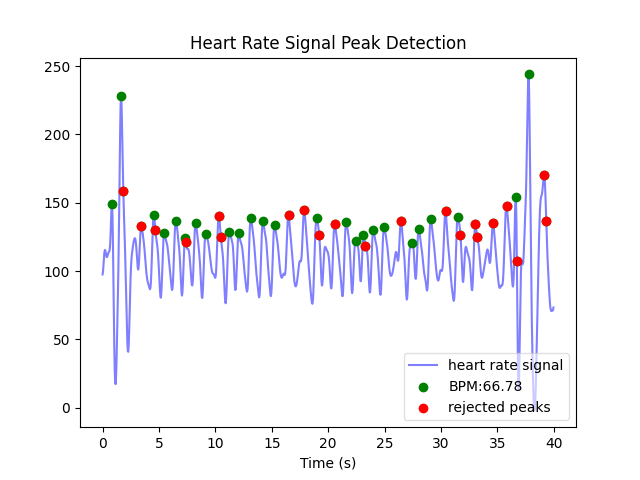 Heart Rate Signal Peak Detection
250
200
150
100
50
0
heart rate signal
BPM:66.78
rejected peaks
0 5 10 15 20 25 30 35 40
Time (s)